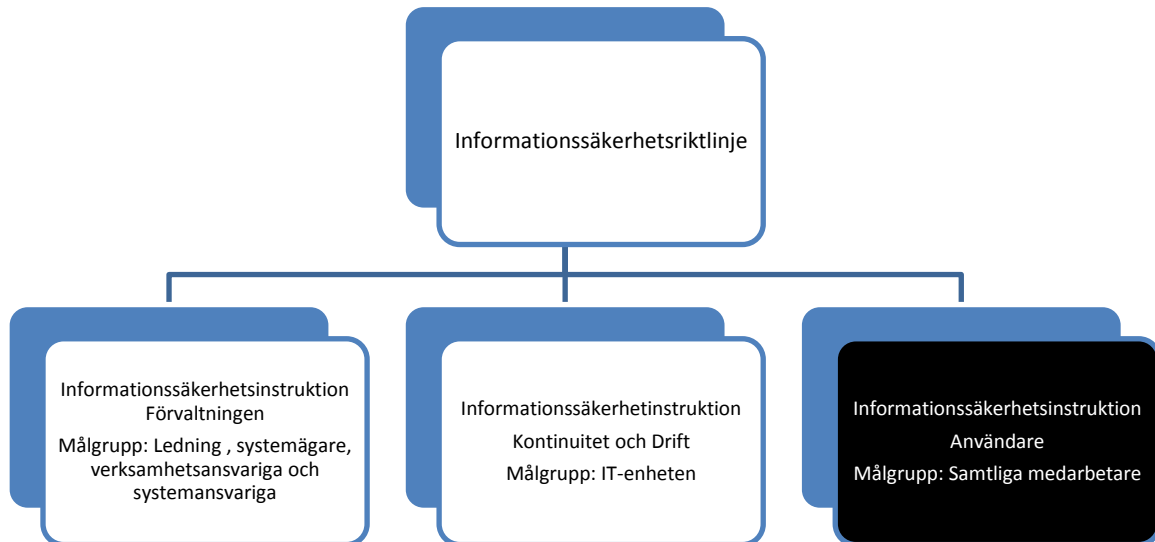 Informationssäkerhetsriktlinje
Informationssäkerhetsinstruktion
Förvaltningen
Målgrupp: Ledning , systemägare,
verksamhetsansvariga och
systemansvariga
Informationssäkerhetinstruktion
Kontinuitet och Drift
Målgrupp: IT-enheten
Informationssäkerhetsinstruktion
Användare
Målgrupp: Samtliga medarbetare